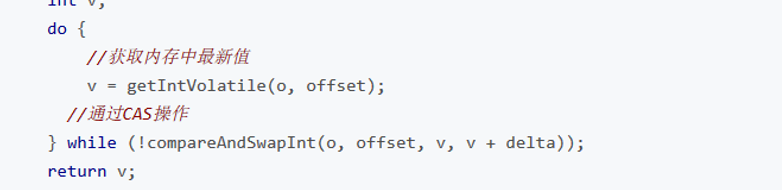 int v;
do {
//获取内存中最新值
v = getIntVolatile(o, offset);
//通过CAS操作
} while (!compareAndSwapInt(o, offset, v, v + delta));
return v;